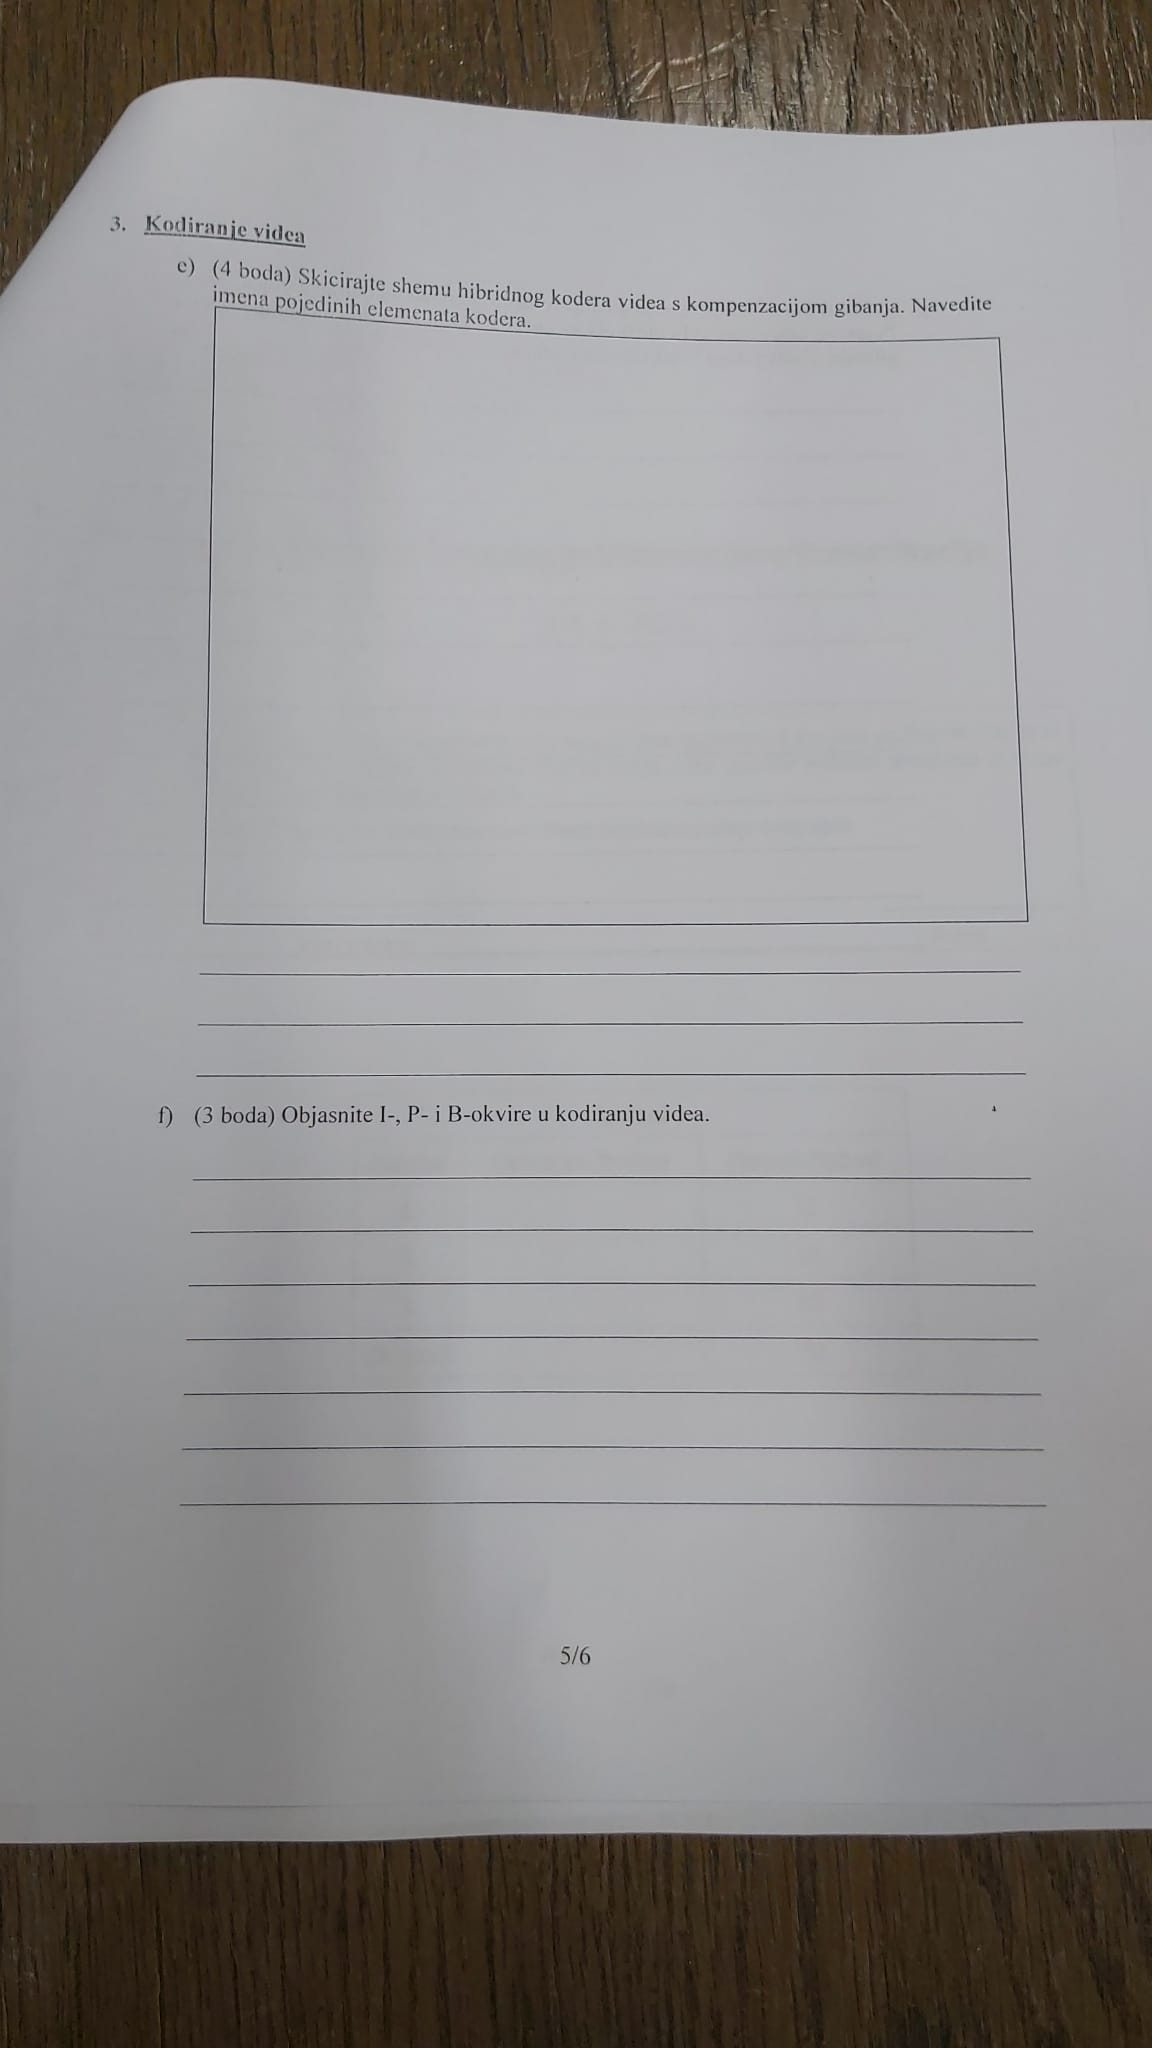 3. Kodiranje videa
e) (4 boda) Skicirajte shemu hibridnog kodera videa s kompenzacijom gibanja. Navedite
imena pojedinih elemenata kodera.
f) (3 boda) Objasnite I-, P- i B-okvire u kodiranju videa.
5/6